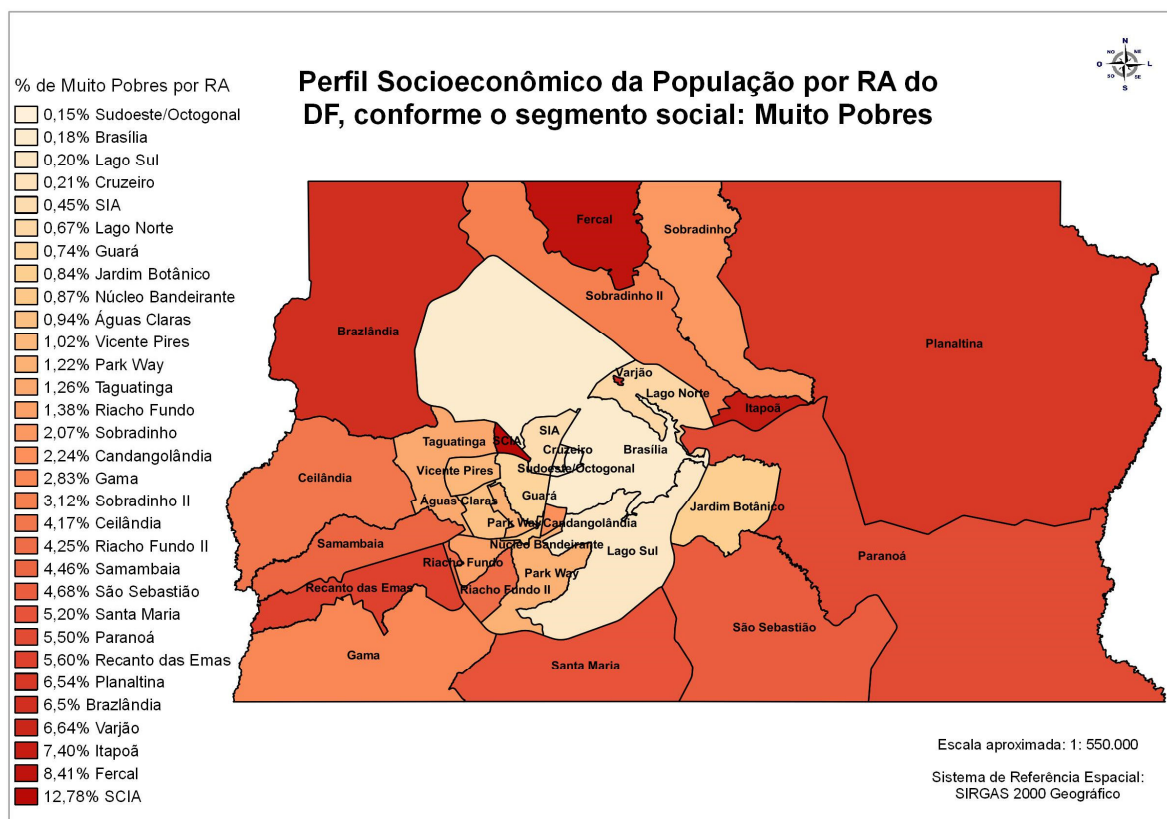 Perfil Socioeconômico da População por RA do
DF, conforme o segmento social: Muito Pobres
N
NO
NE
O
L
SO
SE
S
% de Muito Pobres por RA
0,15% Sudoeste/Octogonal
0,18% Brasília
0,20% Lago Sul
0,21% Cruzeiro
0,45% SIA
0,67% Lago Norte
0,74% Guará
0,84% Jardim Botânico
0,87% Núcleo Bandeirante
0,94% Águas Claras
1,02% Vicente Pires
1,22% Park Way
1,26% Taguatinga
1,38% Riacho Fundo
2,07% Sobradinho
2,24% Candangolândia
2,83% Gama
3,12% Sobradinho II
4,17% Ceilândia
4,25% Riacho Fundo II
4,46% Samambaia
4,68% São Sebastião
5,20% Santa Maria
5,50% Paranoá
5,60% Recanto das Emas
6,54% Planaltina
6,5% Brazlândia
6,64% Varjão
7,40% Itapoã
8,41% Fercal
12,78% SCIA
Fercal
Sobradinho
Sobradinho II
Brazlândia
Planaltina
Varjão
Lago Norte
Itapoã
SIA
SCIA
Taguatinga
Cruzeiro
Brasília
Vicente Pires
Sudoeste/Octogonal
Ceilândia
Guará
Águas Claras
Jardim Botânico
Park Way
Candangolândia
Samambaia
Núcleo Bandeirante
Lago Sul
Paranoá
Riacho Fundo
Park Way
Recanto das Emas
Riacho Fundo II
São Sebastião
Gama
Santa Maria
Escala aproximada: 1: 550.000
Sistema de Referência Espacial:
SIRGAS 2000 Geográfico